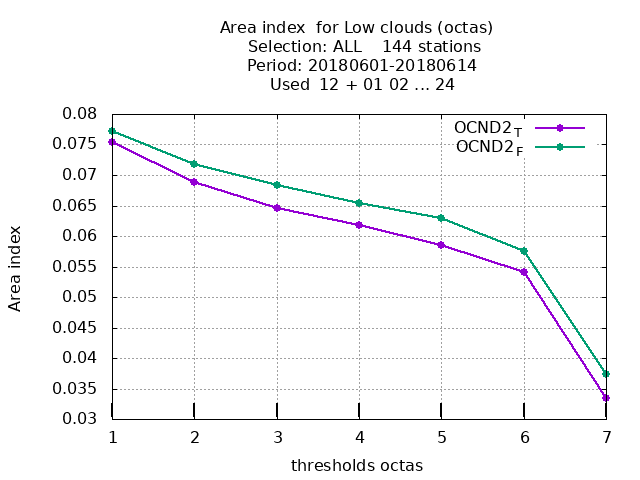 Area index  for Low clouds (octas)
Selection: ALL    144 stations
Period: 20180601-20180614
Used  12 + 01 02 ... 24
OCND2T
OCND2F
0.08
0.075
0.07
0.065
0.06
0.055
0.05
0.045
0.04
0.035
0.03
Area index
1 2 3 4 5 6 7
thresholds octas